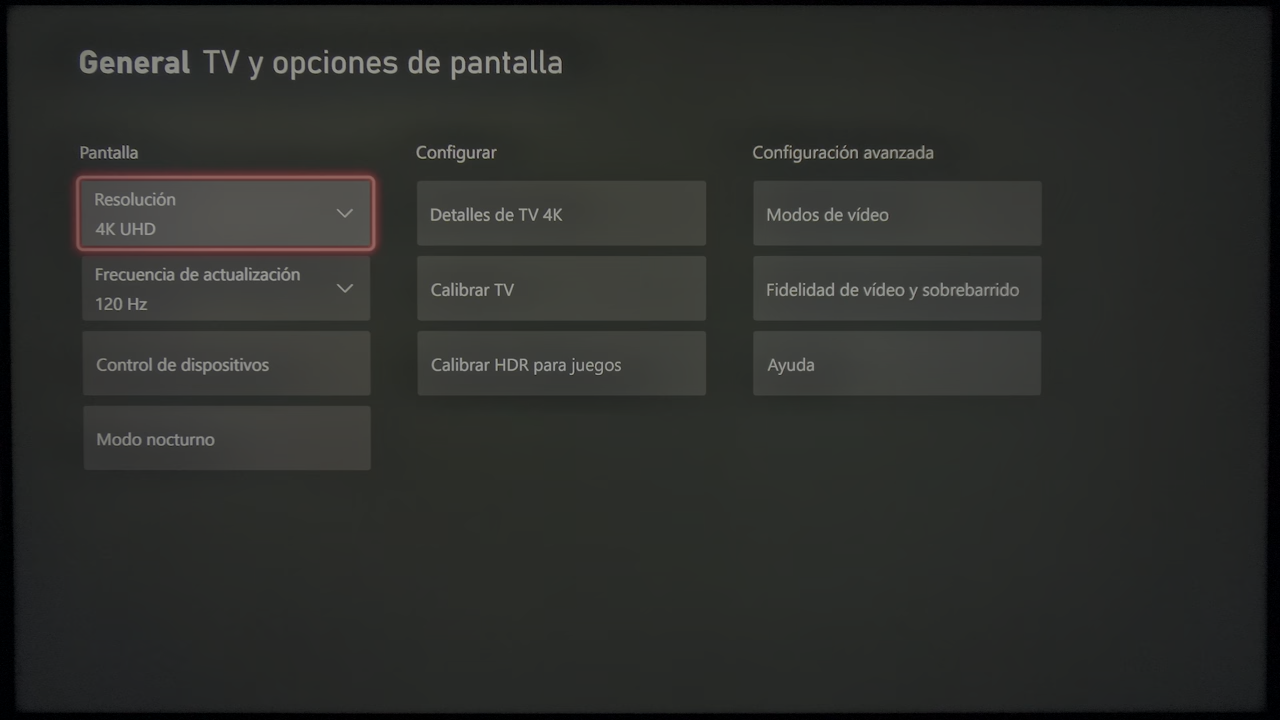 General TV y opciones de pantalla
Pantalla
Resolución
4K UHD
Frecuencia de actualización
120 Hz
Control de dispositivos
Modo nocturno
Configurar
Detalles de TV 4K
Calibrar TV
Calibrar HDR para juegos
Configuración avanzada
Modos de vídeo
Fidelidad de vídeo y sobrebarrido
Ayuda